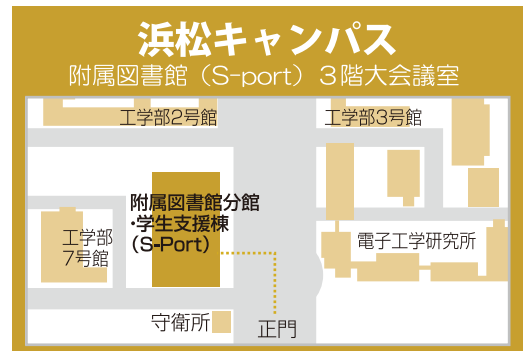 浜松キャンパス
附属図書館（S-port）３階大会議室
工学部2号館
工学部3号館
附属図書館分館
・学生支援棟
（S-Port）
工学部
7号館
電子工学研究所
守衛所
正門